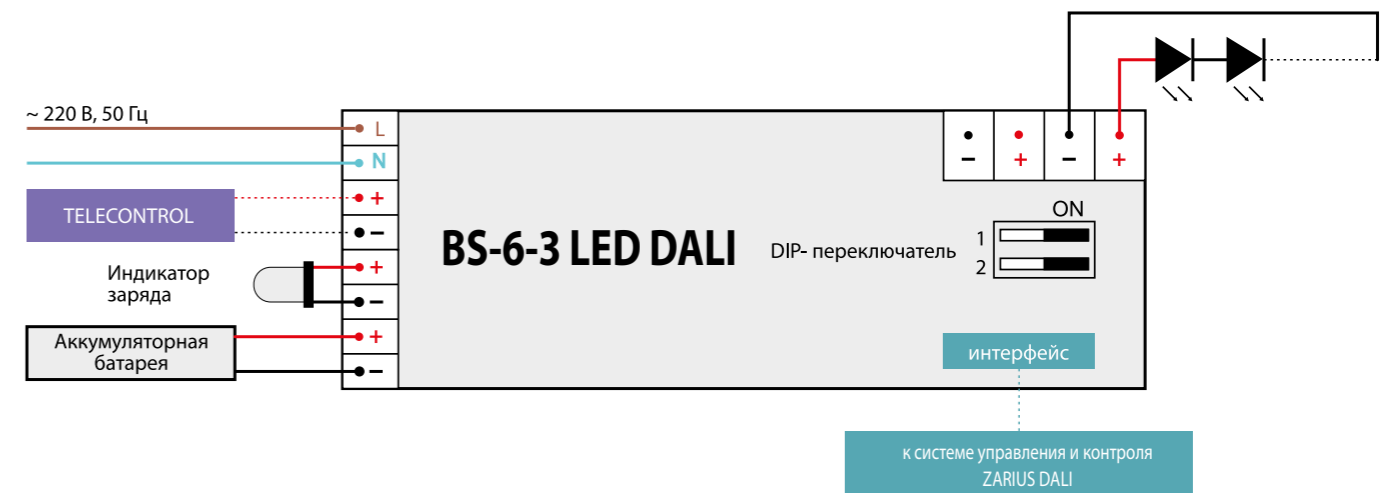 ~ 220 В, 50 Гц
L
N
TELECONTROL
+
−
Индикатор
заряда
+
−
Аккумуляторная
батарея
+
−
BS-6-3 LED DALI
− + − +
ON
DIP- переключатель
1
2
интерфейс
к системе управления и контроля
ZARIUS DALI